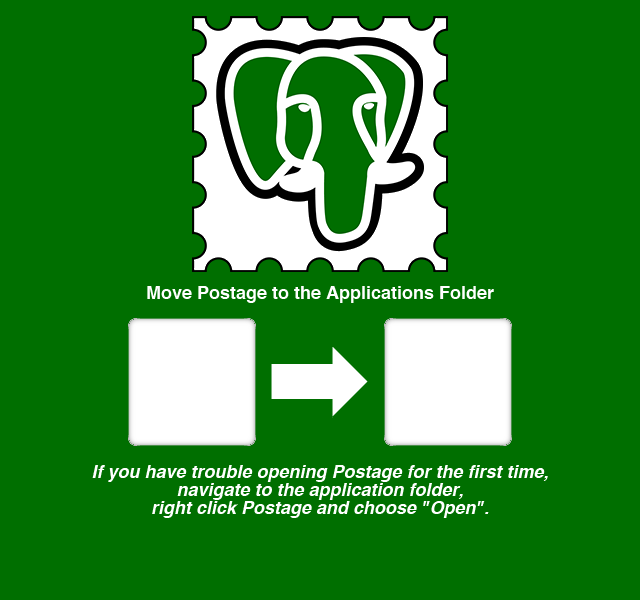 Move Postage to the Applications Folder
If you have trouble opening Postage for the first time,
navigate to the application folder,
right click Postage and choose "Open".